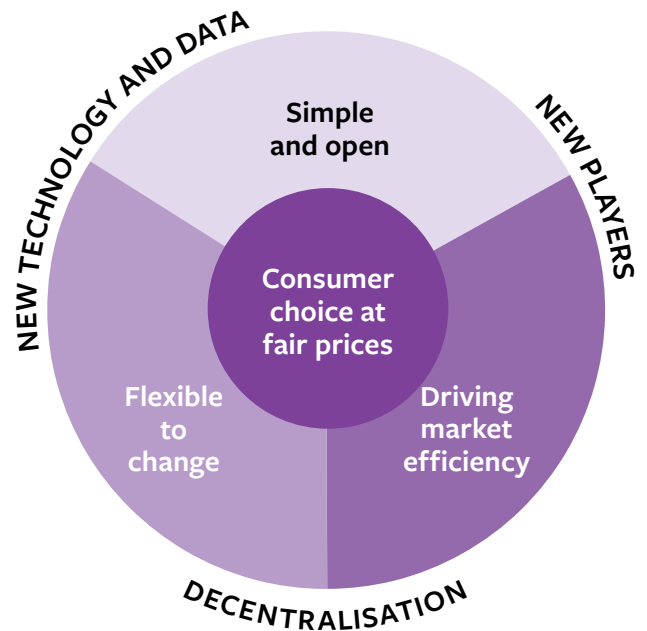 NEW TECHNOLOGY AND DATA
NEW PLAYERS
Simple
and open
Consumer
choice at
fair prices
Flexible
to
change
Driving
market
efficiency
DECENTRALISATION